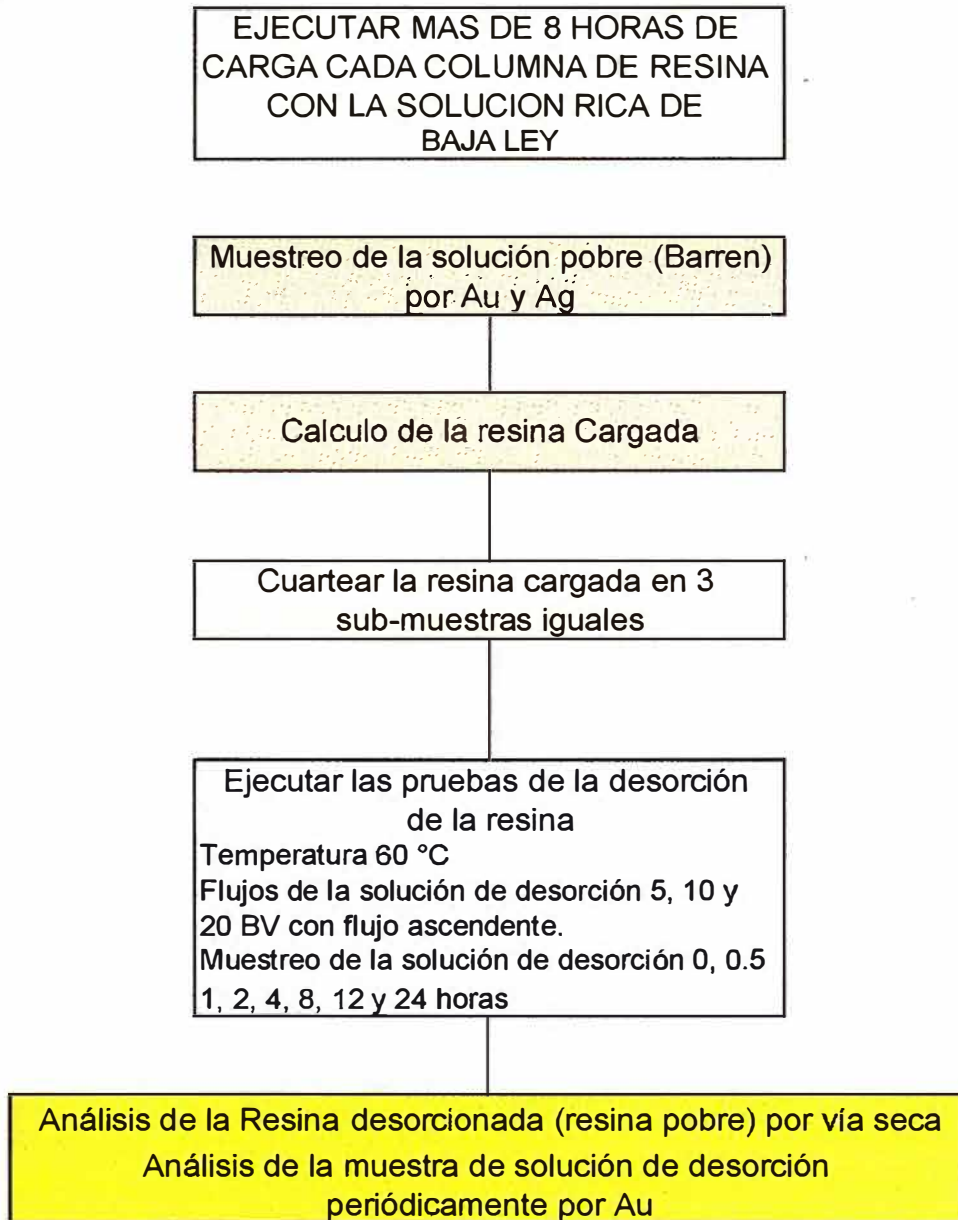 EJECUTAR MAS DE 8 HORAS DE
CARGA CADA COLUMNA DE RESINA
CON LA SOLUCION RICA DE
BAJA LEY
Muestreo de la solución pobre (Barren)
por Au y Ag
Calculo de la resina Cargada
Cuartear la resina cargada en 3
sub-muestras iguales
Ejecutar las pruebas de la desorción
de la resina
Temperatura 60 °C
Flujos de la solución de desorción 5, 10 y
20 BV con flujo ascendente.
Muestreo de la solución de desorción 0, 0.5
1, 2, 4, 8, 12 y 24 horas
Análisis de la Resina desorcionada (resina pobre) por vía seca
Análisis de la muestra de solución de desorción
periódicamente por Au